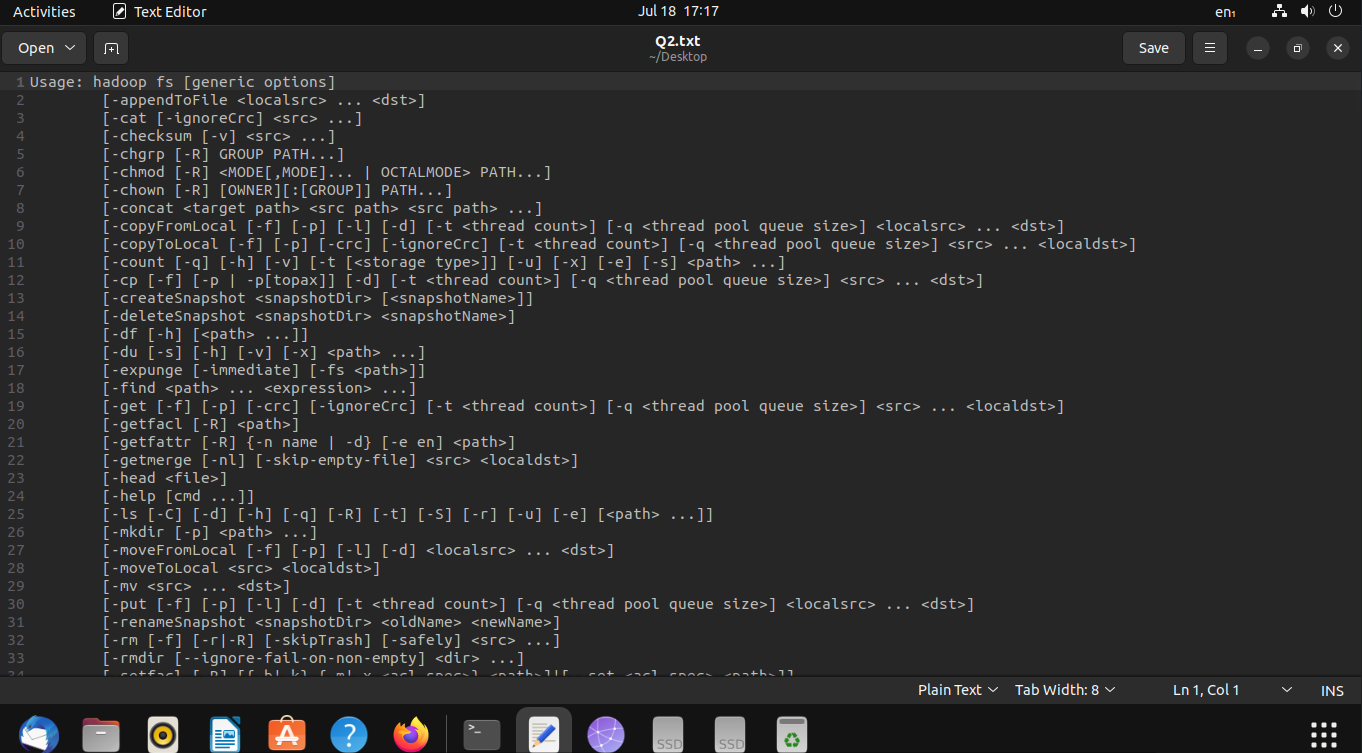 Activities
Text Editor
Jul 18 17:17
en₁
Open
Q2.txt
~/Desktop
Save
1 Usage: hadoop fs [generic options]
2 [-appendToFile <localsrc> ... <dst>]
3 [-cat [-ignoreCrc] <src> ...]
4 [-checksum [-v] <src> ...]
5 [-chgrp [-R] GROUP PATH...]
6 [-chmod [-R] <MODE[,MODE]... | OCTALMODE> PATH...]
7 [-chown [-R] [OWNER][:[GROUP]] PATH...]
8 [-concat <target path> <src path> <src path> ...]
9 [-copyFromLocal [-f] [-p] [-l] [-d] [-t <thread count>] [-q <thread pool queue size>] <localsrc> ... <dst>]
10 [-copyToLocal [-f] [-p] [-crc] [-ignoreCrc] [-t <thread count>] [-q <thread pool queue size>] <src> ... <localdst>]
11 [-count [-q] [-h] [-v] [-t [<storage type>]] [-u] [-x] [-e] [-s] <path> ...]
12 [-cp [-f] [-p | -p[topax]] [-d] [-t <thread count>] [-q <thread pool queue size>] <src> ... <dst>]
13 [-createSnapshot <snapshotDir> [<snapshotName>]]
14 [-deleteSnapshot <snapshotDir> <snapshotName>]
15 [-df [-h] [<path> ...]]
16 [-du [-s] [-h] [-v] [-x] <path> ...]
17 [-expunge [-immediate] [-fs <path>]]
18 [-find <path> ... <expression> ...]
19 [-get [-f] [-p] [-crc] [-ignoreCrc] [-t <thread count>] [-q <thread pool queue size>] <src> ... <localdst>]
20 [-getfacl [-R] <path>]
21 [-getfattr [-R] {-n name | -d} [-e en] <path>]
22 [-getmerge [-nl] [-skip-empty-file] <src> <localdst>]
23 [-head <file>]
24 [-help [cmd ...]]
25 [-ls [-C] [-d] [-h] [-q] [-R] [-t] [-S] [-r] [-u] [-e] [<path> ...]]
26 [-mkdir [-p] <path> ...]
27 [-moveFromLocal [-f] [-p] [-l] [-d] <localsrc> ... <dst>]
28 [-moveToLocal <src> <localdst>]
29 [-mv <src> ... <dst>]
30 [-put [-f] [-p] [-l] [-d] [-t <thread count>] [-q <thread pool queue size>] <localsrc> ... <dst>]
31 [-renameSnapshot <snapshotDir> <oldName> <newName>]
32 [-rm [-f] [-r|-R] [-skipTrash] [-safely] <src> ...]
33 [-rmdir [--ignore-fail-on-non-empty] <dir> ...]
Plain Text
Tab Width: 8
Ln 1, Col 1
INS
SSD
SSD